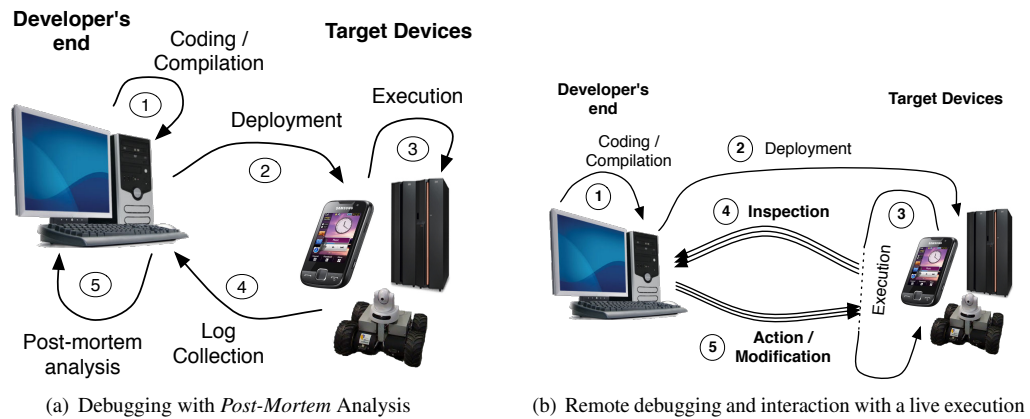 Developer's
end
Coding /
Compilation
Target Devices
1
Execution
Deployment
3
2
SAMSUNG
5
4
Post-mortem
analysis
Log
Collection
(a) Debugging with Post-Mortem Analysis
Developer's
end
Target Devices
Coding /
Compilation
2 Deployment
1
4 Inspection
3
Execution
5 Action /
Modification
(b) Remote debugging and interaction with a live execution